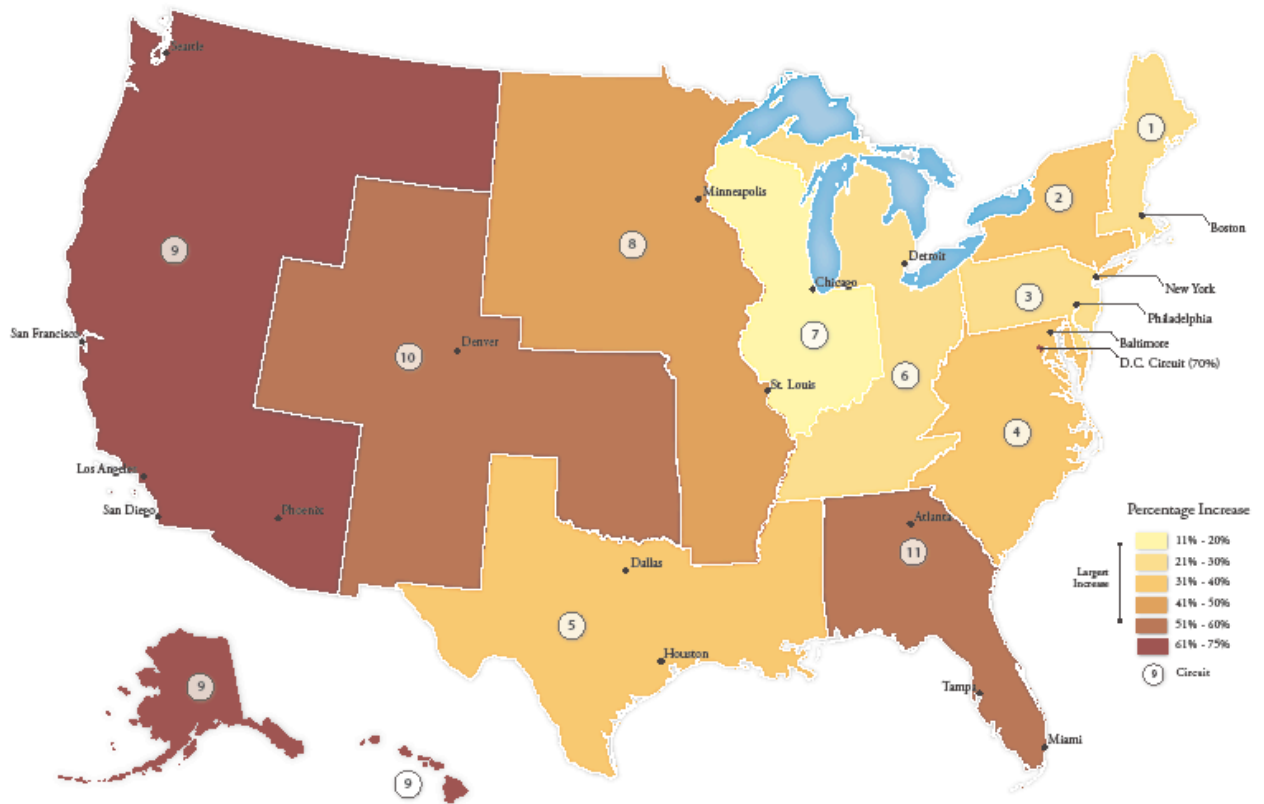 Seattle
1
Minneapolis
2
Boston
9
8
Detroit
Chicago
3
New York
Philadelphia
San Francisco
7
Baltimore
Denver
10
D.C. Circuit (70%)
6
St. Louis
4
Los Angeles
San Diego
Phoenix
Atlanta
11
Percentage Increase
11% - 20%
21% - 30%
Largest
Increase
31% - 40%
41% - 50%
51% - 60%
61% - 75%
9 Circuit
Dallas
5
Houston
Tampa
Miami
9
9